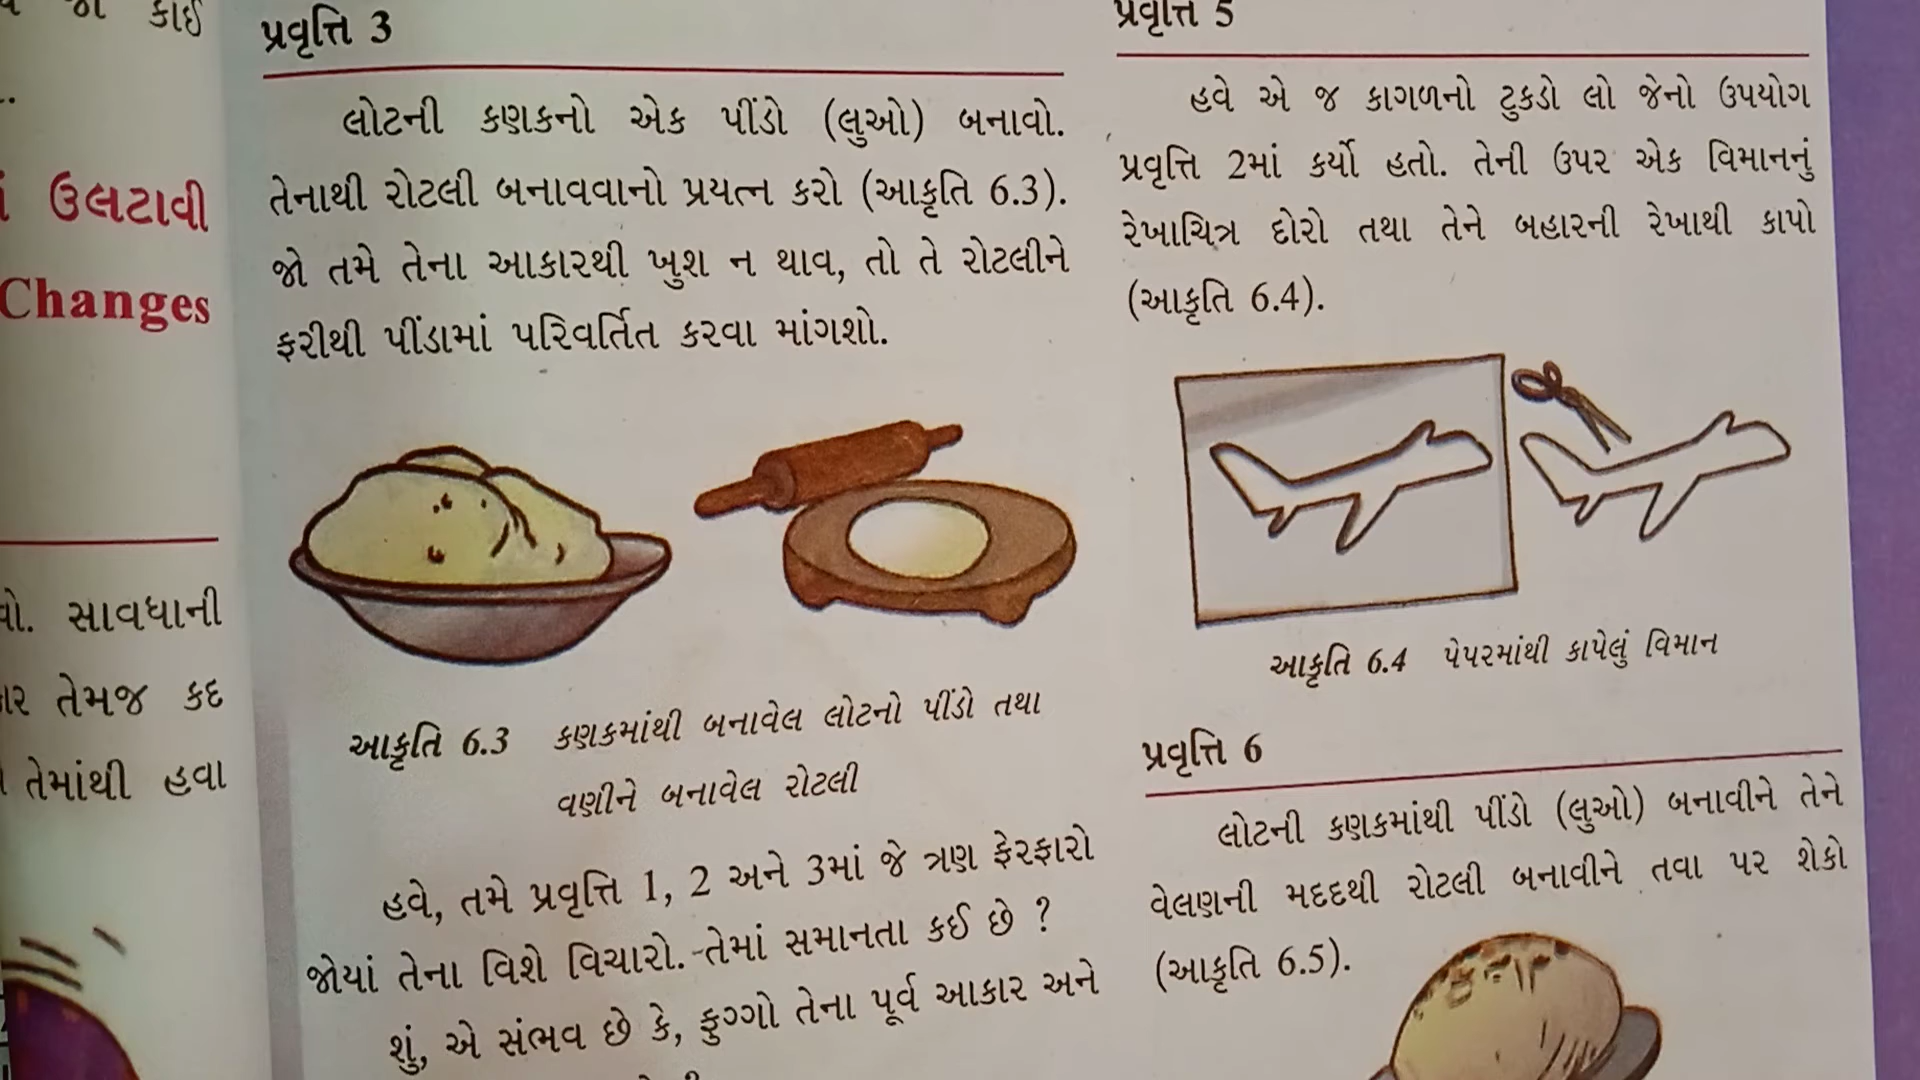 કાઈ
..
ઉલટાવી
Changes
સાવધાની
તેમજ કદ
તેમાંથી હવા
પ્રવૃત્તિ 3
લોટની કણકનો એક પીંડો (લુઓ) બનાવો.
તેનાથી રોટલી બનાવવાનો પ્રયત્ન કરો (આકૃતિ 6.3).
જો તમે તેના આકારથી ખુશ ન થાવ, તો તે રોટલીને
ફરીથી પીંડામાં પરિવર્તિત કરવા માંગશો.
આકૃતિ 6.3 કણકમાંથી બનાવેલ લોટનો પીંડો તથા
વણીને બનાવેલ રોટલી
હવે, તમે પ્રવૃત્તિ 1, 2 અને 3માં જે ત્રણ ફેરફારો
જોયાં તેના વિશે વિચારો. તેમાં સમાનતા કઈ છે ?
શું, એ સંભવ છે કે, ફુગ્ગો તેના પૂર્વ આકાર અને
પ્રવૃત્તિ 5
હવે એ જ કાગળનો ટુકડો લો જેનો ઉપયોગ
પ્રવૃત્તિ 2માં કર્યો હતો. તેની ઉપર એક વિમાનનું
રેખાચિત્ર દોરો તથા તેને બહારની રેખાથી કાપો
(આકૃતિ 6.4).
આકૃતિ 6.4 પેપરમાંથી કાપેલું વિમાન
પ્રવૃત્તિ 6
લોટની કણકમાંથી પીંડો (લુઓ) બનાવીને તેને
વેલણની મદદથી રોટલી બનાવીને તવા પર શેકો
(આકૃતિ 6.5).